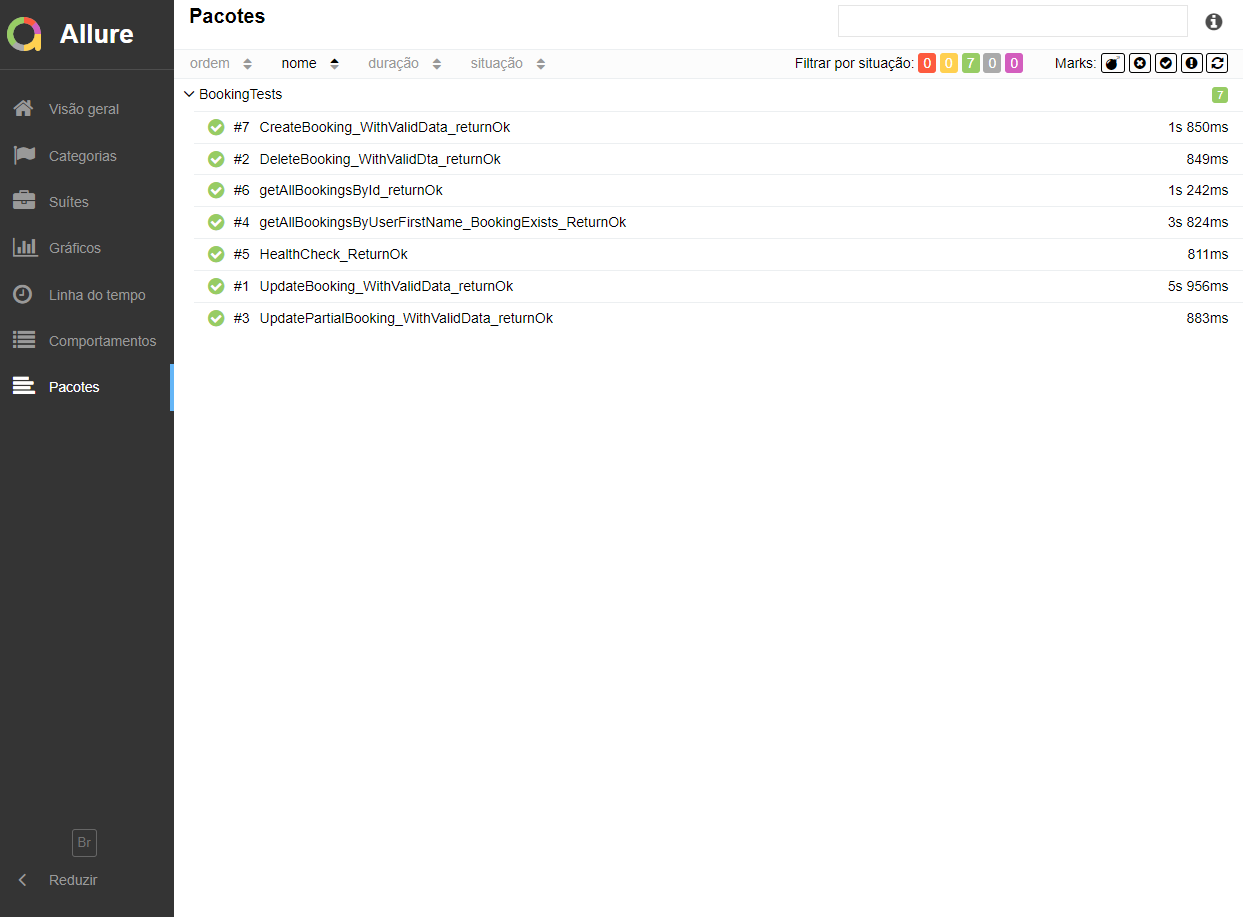 Allure
Visão geral
Categorias
Suítes
Gráficos
Linha do tempo
Comportamentos
Pacotes
Br
Reduzir
Pacotes
ordem nome duração situação Filtrar por situação: 0 0 7 0 0 Marks:
BookingTests 7
#7 CreateBooking_WithValidData_returnOk 1s 850ms
#2 DeleteBooking_WithValidDta_returnOk 849ms
#6 getAllBookingsById_returnOk 1s 242ms
#4 getAllBookingsByUserFirstName_BookingExists_ReturnOk 3s 824ms
#5 HealthCheck_ReturnOk 811ms
#1 UpdateBooking_WithValidData_returnOk 5s 956ms
#3 UpdatePartialBooking_WithValidData_returnOk 883ms